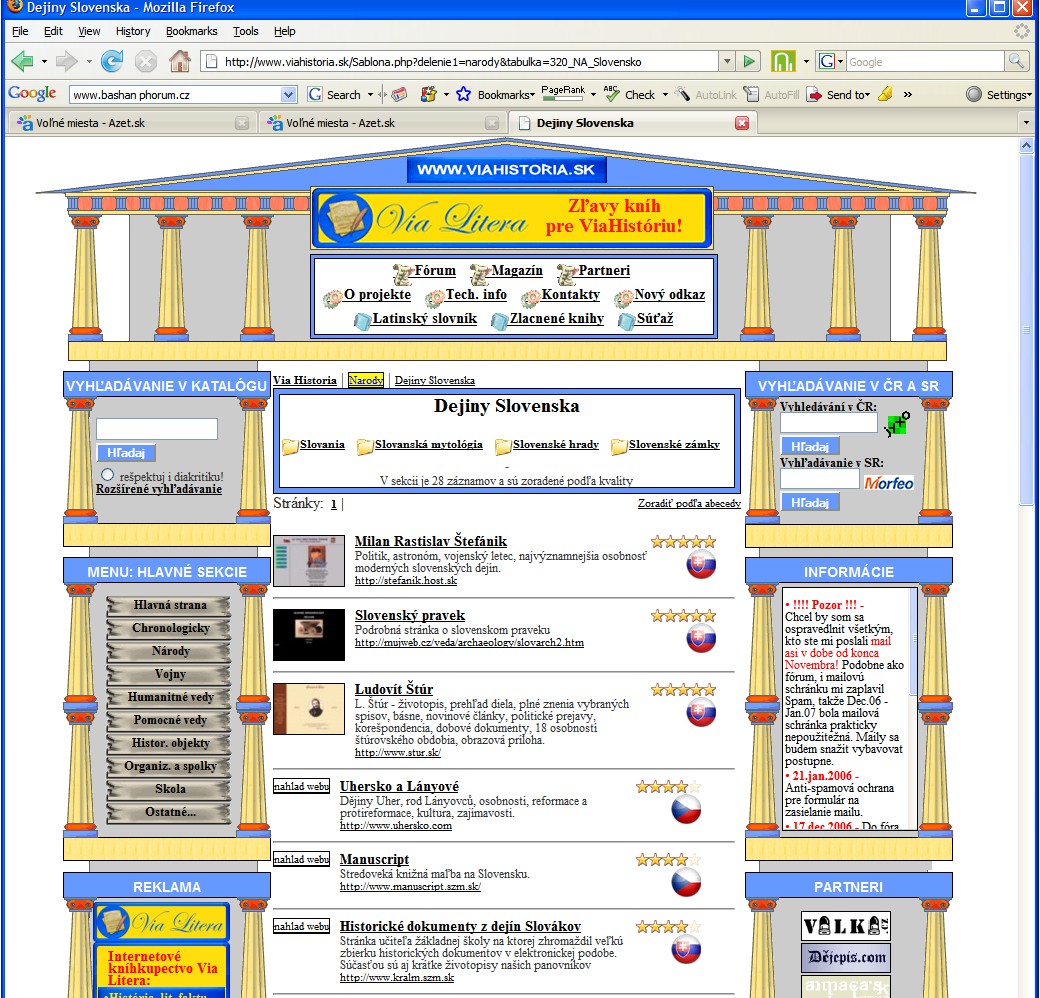 Dejiny Slovenska - Mozilla Firefox
File Edit View History Bookmarks Tools Help
http://www.viahistoria.sk/Sablona.php?delenie1=narody&tabulka=320_NA_Slovensko
G Google
Google www.bashan phorum.cz G Search Bookmarks PageRank ABC Check AutoLink AutoFill Send to » Settings
Voľné miesta - Azet.sk
Voľné miesta - Azet.sk
Dejiny Slovenska
WWW.VIAHISTORIA.SK
Via Litera
Zľavy kníh
pre ViaHistóriu!
Fórum Magazín Partneri
O projekte Tech. info Kontakty Nový odkaz
Latinský slovník Zlacnené knihy Súťaž
VYHĽADÁVANIE V KATALÓGU
Hľadaj
rešpektuj i diakritiku!
Rozšírené vyhľadávanie
MENU: HLAVNÉ SEKCIE
Hlavná strana
Chronologicky
Národy
Vojny
Humanitné vedy
Pomocné vedy
Histor. objekty
Organiz. a spolky
Skola
Ostatné...
REKLAMA
Via Litera
Internetové
kníhkupectvo Via
Litera:
Via Historia | Narody | Dejiny Slovenska
Dejiny Slovenska
Slovania Slovanská mytológia Slovenské hrady Slovenské zámky
-
V sekcii je 28 záznamov a sú zoradené podľa kvality
Stránky: 1 |
Zoradiť podľa abecedy
Milan Rastislav Štefánik
Politik, astronóm, vojenský letec, najvýznamnejšia osobnosť
moderných slovenských dejín.
http://stefanik.host.sk
Slovenský pravek
Podrobná stránka o slovenskom praveku
http://mujweb.cz/veda/archaeology/slovarch2.htm
Ludovít Štúr
L. Štúr - životopis, prehľad diela, plné znenia vybraných
spisov, básne, novinové články, politické prejavy,
korešpondencia, dobové dokumenty, 18 osobností
štúrovského obdobia, obrazová príloha.
http://www.stur.sk/
nahlad webu
Uhersko a Lányové
Dějiny Uher, rod Lányovců, osobnosti, reformace a
protireformace, kultura, zajímavosti.
http://www.uhersko.com
nahlad webu
Manuscript
Stredoveká knižná maľba na Slovensku.
http://www.manuscript.szm.sk/
nahlad webu
Historické dokumenty z dejín Slovákov
Stránka učiteľa žákladnej školy na ktorej zhromaždil veľkú
zbierku historických dokumentov v elektronickej podobe.
Súčasťou sú aj krátke životopisy našich panovníkov
http://www.kralm.szm.sk
VYHĽADÁVANIE V ČR A SR
Vyhledávání v ČR:
Hľadaj
Vyhľadávanie v SR:
Morfeo
Hľadaj
INFORMÁCIE
• !!!! Pozor !!! -
Chcel by som sa
ospravedlnit všetkým,
kto ste mi poslali mail
asi v dobe od konca
Novembra! Podobne ako
fórum, i mailovú
schránku mi zaplavil
Spam, takže Dec.06 -
Jan.07 bola mailová
schránka prakticky
nepoužitežná. Maily sa
budem snažit vybavovat
postupne.
• 21.jan.2006 -
Anti-spamová ochrana
pre formulár na
zasielanie mailu.
• 17.dec.2006 - Do fóra
PARTNERI
VALKA.cz
Dějepis.com